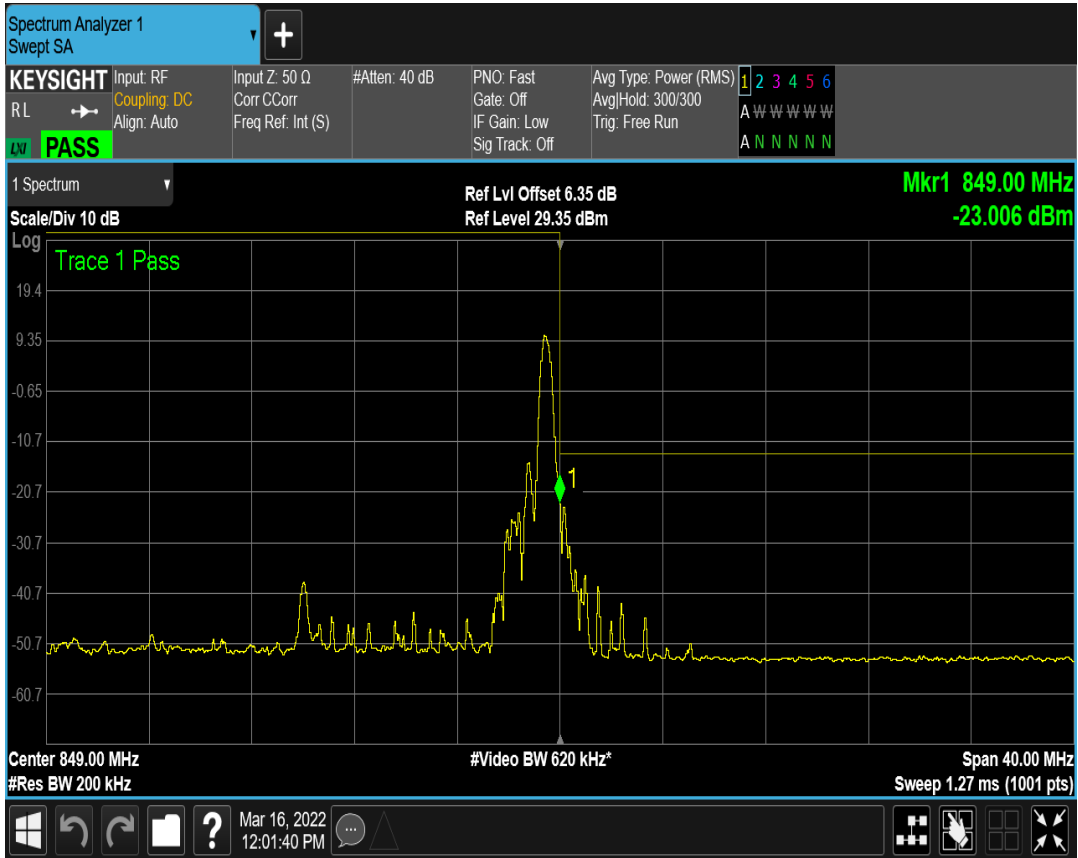 Spectrum Analyzer 1
Swept SA
+
KEYSIGHT Input: RF Input Z: 50 Ω #Atten: 40 dB PNO: Fast Avg Type: Power (RMS) 1 2 3 4 5 6
R L Coupling: DC Corr CCorr Gate: Off Avg|Hold: 300/300
Align: Auto Freq Ref: Int (S) IF Gain: Low Trig: Free Run A W W W W W
LXI PASS Sig Track: Off A N N N N N
1 Spectrum
Ref Lvl Offset 6.35 dB Mkr1 849.00 MHz
Scale/Div 10 dB Ref Level 29.35 dBm -23.006 dBm
Log
Trace 1 Pass
19.4
9.35
-0.65
-10.7
1
-20.7
-30.7
-40.7
-50.7
-60.7
Center 849.00 MHz #Video BW 620 kHz* Span 40.00 MHz
#Res BW 200 kHz Sweep 1.27 ms (1001 pts)
? Mar 16, 2022
12:01:40 PM